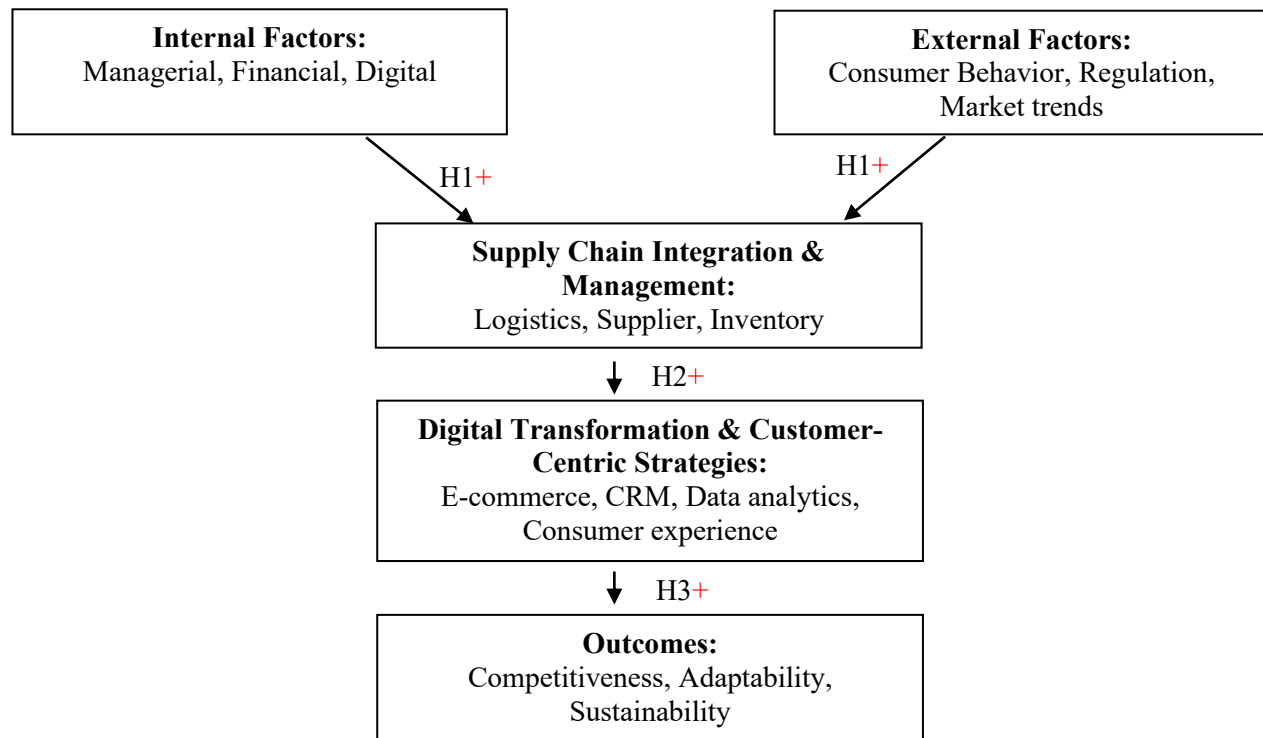 Internal Factors:
Managerial, Financial, Digital
External Factors:
Consumer Behavior, Regulation,
Market trends
H1+
H1+
Supply Chain Integration &
Management:
Logistics, Supplier, Inventory
H2+
Digital Transformation & Customer-
Centric Strategies:
E-commerce, CRM, Data analytics,
Consumer experience
H3+
Outcomes:
Competitiveness, Adaptability,
Sustainability